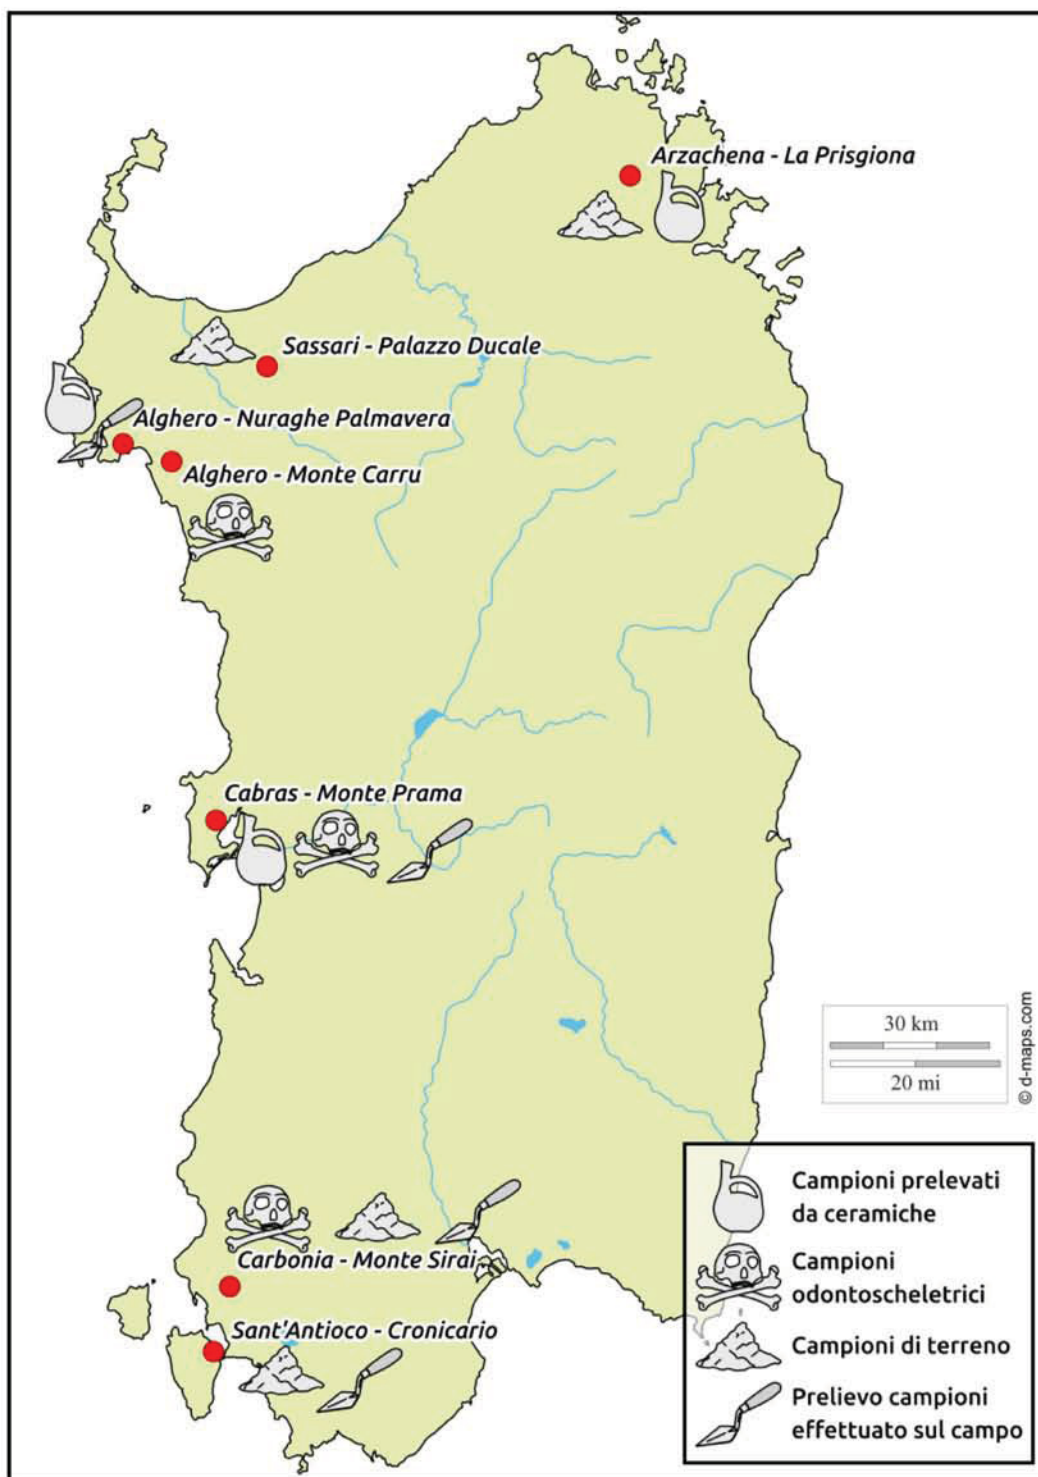 Arzachena - La Prisgiona
Sassari - Palazzo Ducale
Alghero - Nuraghe Palmavera
Alghero - Monte Carru
Cabras - Monte Prama
30 km
20 mi
© d-maps.com
Carbonia - Monte Sirai
Sant'Antioco - Cronicario
Campioni prelevati
da ceramiche
Campioni
odontoscheletrici
Campioni di terreno
Prelievo campioni
effettuato sul campo